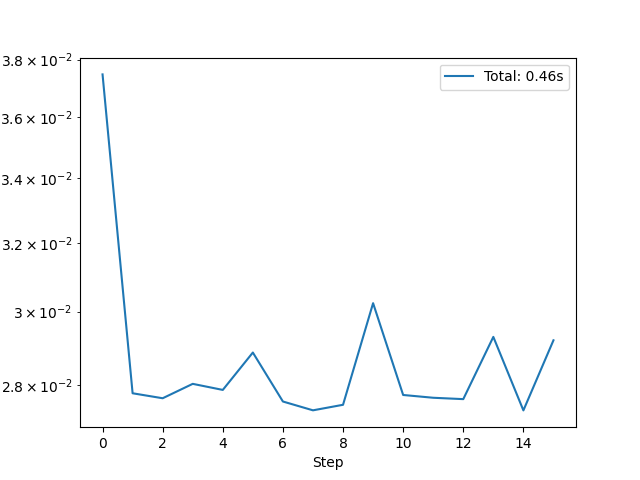 3.8 × 10⁻²
3.6 × 10⁻²
3.4 × 10⁻²
3.2 × 10⁻²
3 × 10⁻²
2.8 × 10⁻²
Total: 0.46s
0 2 4 6 8 10 12 14
Step